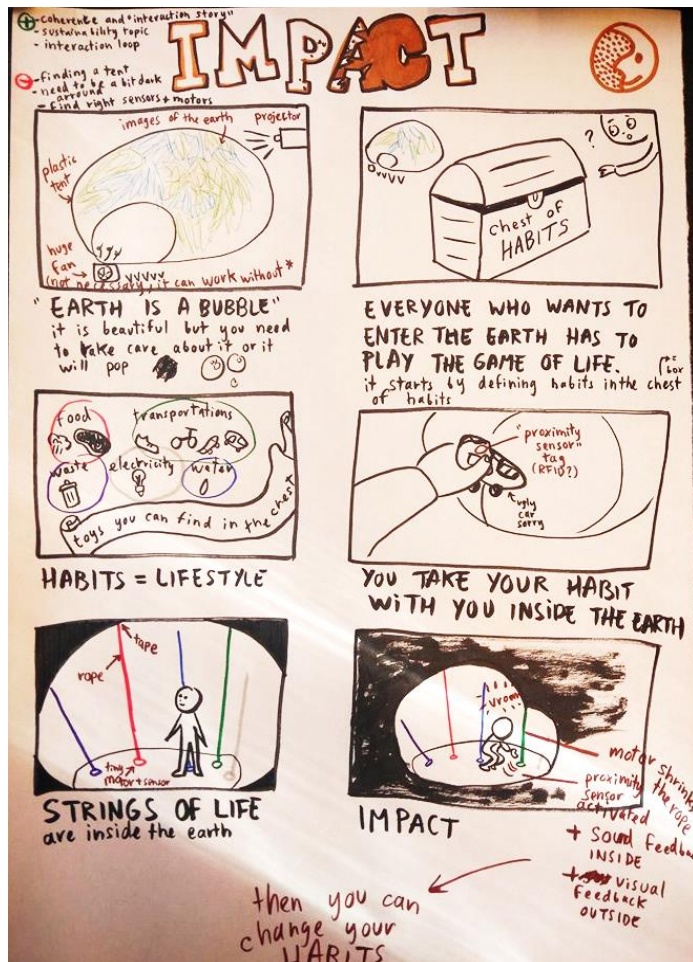 + -coherence and "interaction story"
- sustainability topic
- interaction loop
- -finding a tent
- need to be a bit dark
arround
- find right sensors + motors
IMPACT
images of the earth
projector
plastic
tent
huge
fan
(not necessary, it can work without *
"EARTH IS A BUBBLE"
it is beautiful but you need
to take care about it or it
will pop
?
chest of
HABITS
EVERYONE WHO WANTS TO
ENTER THE EARTH HAS TO
PLAY THE GAME OF LIFE.
it starts by defining habits in the chest
of habits
box
food
transportations
waste
electricity
water
toys you can find in the chest
HABITS = LIFESTYLE
"proximity
sensor"
tag
(RFID?)
ugly
car
sorry
YOU TAKE YOUR HABIT
WITH YOU INSIDE THE EARTH
tape
rope
tiny
motor + sensor
STRINGS OF LIFE
are inside the earth
Vroom
motor shrinks
the rope
proximity
sensor
activated
+ Sound feedback
INSIDE
+ visual
Feedback
OUTSIDE
IMPACT
then you can
change your
HABITS